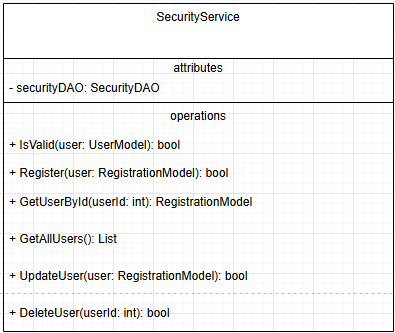 SecurityService
attributes
- securityDAO: SecurityDAO
operations
+ IsValid(user: UserModel): bool
+ Register(user: RegistrationModel): bool
+ GetUserById(userId: int): RegistrationModel
+ GetAllUsers(): List
+ UpdateUser(user: RegistrationModel): bool
+ DeleteUser(userId: int): bool